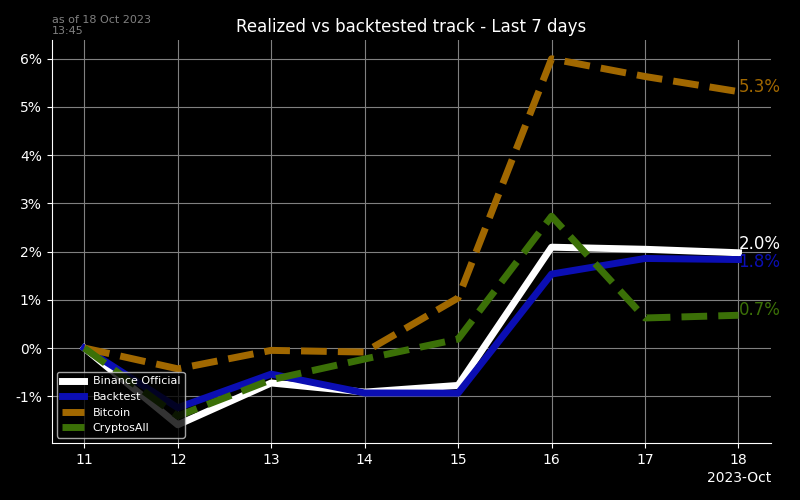 as of 18 Oct 2023
13:45
Realized vs backtested track - Last 7 days
6%
5%
4%
3%
2%
1%
0%
-1%
5.3%
2.0%
1.8%
0.7%
Binance Official
Backtest
Bitcoin
CryptosAll
11 12 13 14 15 16 17 18
2023-Oct